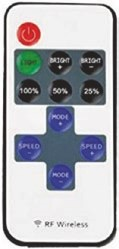 LIGHT
BRIGHT +
BRIGHT -
100%
50%
25%
MODE +
SPEED -
SPEED +
MODE -
RF Wireless